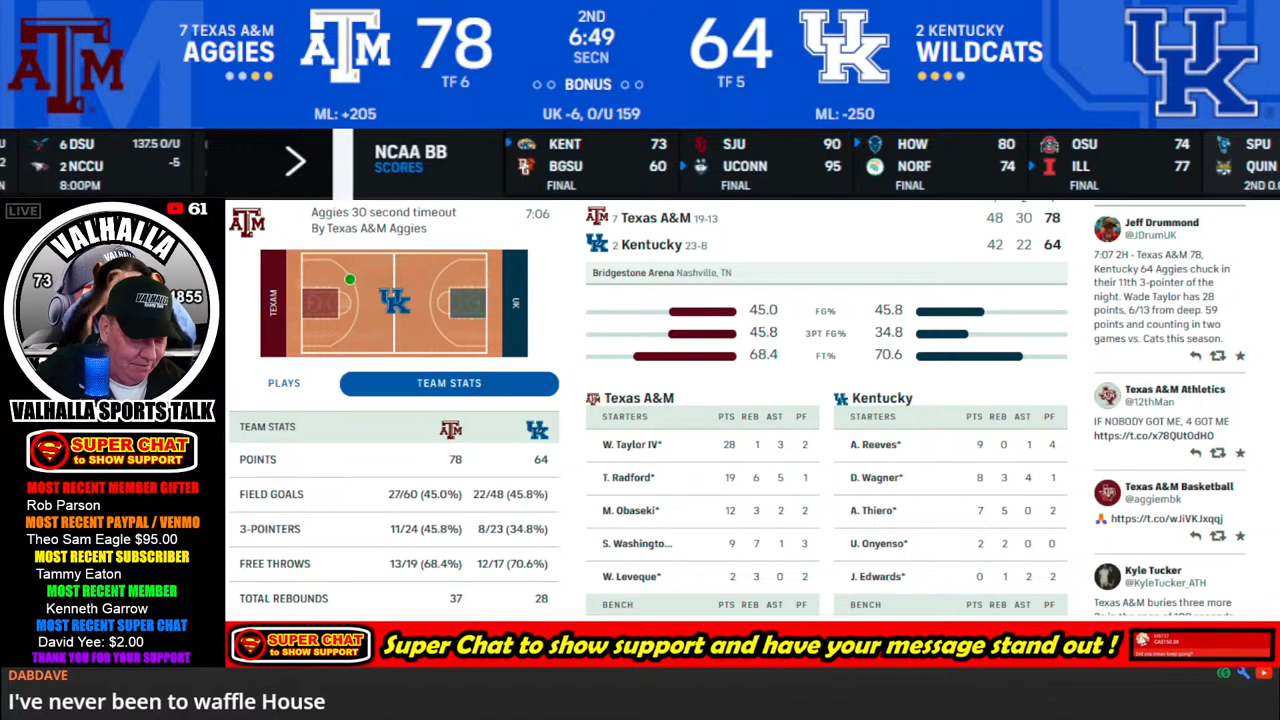 7 TEXAS A&M
AGGIES
ATM
78
TF 6
ML: +205
2ND
6:49
SECN
BONUS
UK -6, O/U 159
64
TF 5
ML: -250
2 KENTUCKY
WILDCATS
6 DSU 137.5 O/U
2 NCCU -5
8:00PM
NCAA BB
SCORES
KENT 73
BGSU 60
FINAL
SJU 90
UCONN 95
FINAL
HOW 80
NORF 74
FINAL
OSU 74
ILL 77
FINAL
SPU
QUIN
LIVE
61
VALHALLA
73
1855
VALHALLA SPORTS TALK
SUPER CHAT
to SHOW SUPPORT
MOST RECENT MEMBER GIFTER
Rob Parson
MOST RECENT PAYPAL / VENMO
Theo Sam Eagle $95.00
MOST RECENT SUBSCRIBER
Tammy Eaton
MOST RECENT MEMBER
Kenneth Garrow
MOST RECENT SUPER CHAT
David Yee: $2.00
THANK YOU FOR YOUR SUPPORT
Aggies 30 second timeout 7:06
By Texas A&M Aggies
TEXAM
UK
PLAYS
TEAM STATS
TEAM STATS
POINTS 78 64
FIELD GOALS 27/60 (45.0%) 22/48 (45.8%)
3-POINTERS 11/24 (45.8%) 8/23 (34.8%)
FREE THROWS 13/19 (68.4%) 12/17 (70.6%)
TOTAL REBOUNDS 37 28
7 Texas A&M 19-13 48 30 78
2 Kentucky 23-8 42 22 64
Bridgestone Arena Nashville, TN
45.0 FG% 45.8
45.8 3PT FG% 34.8
68.4 FT% 70.6
Texas A&M
STARTERS PTS REB AST PF
W. Taylor IV* 28 1 3 2
T. Radford* 19 6 5 1
M. Obaseki* 12 3 2 2
S. Washingto... 9 7 1 3
W. Leveque* 2 3 0 2
BENCH PTS REB AST PF
Kentucky
STARTERS PTS REB AST PF
A. Reeves* 9 0 1 4
D. Wagner* 8 3 4 1
A. Thiero* 7 5 0 2
U. Onyenso* 2 2 0 0
J. Edwards* 0 1 2 2
BENCH PTS REB AST PF
Jeff Drummond
@JDrumUK
7:07 2H - Texas A&M 78,
Kentucky 64 Aggies chuck in
their 11th 3-pointer of the
night. Wade Taylor has 28
points, 6/13 from deep. 59
points and counting in two
games vs. Cats this season.
Texas A&M Athletics
@12thMan
IF NOBODY GOT ME, 4 GOT ME
https://t.co/x78QUt0dHO
Texas A&M Basketball
@aggiembk
https://t.co/wJiVKJxqqj
Kyle Tucker
@KyleTucker_ATH
Texas A&M buries three more
SUPER CHAT
to SHOW SUPPORT
Super Chat to show support and have your message stand out !
DABDAVE
I've never been to waffle House